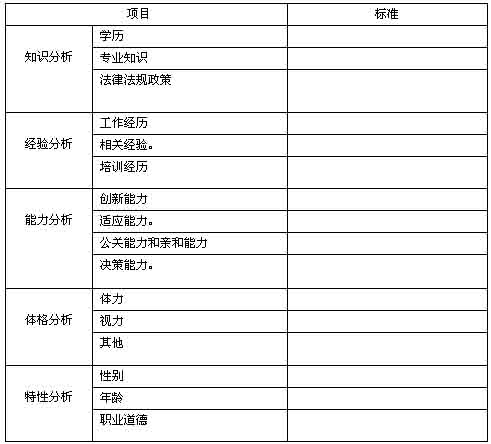 项目 标准
知识分析 学历
专业知识
法律法规政策
经验分析 工作经历
相关经验。
培训经历
能力分析 创新能力
适应能力。
公关能力和亲和能力
决策能力。
体格分析 体力
视力
其他
特性分析 性别
年龄
职业道德